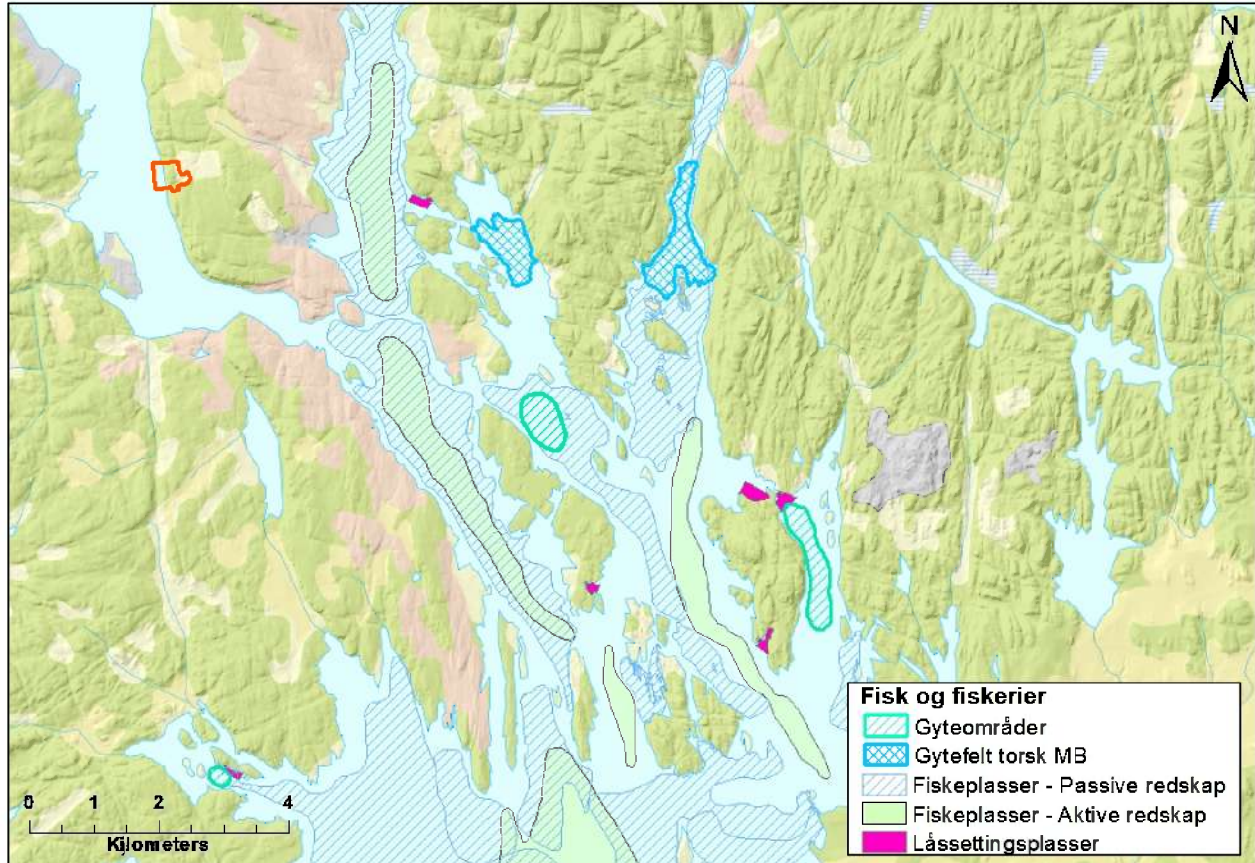 N
Fisk og fiskerier
Gyteområder
Gytefelt torsk MB
Fiskeplasser - Passive redskap
Fiskeplasser - Aktive redskap
Låssettingsplasser
0 1 2 4
Kilometers